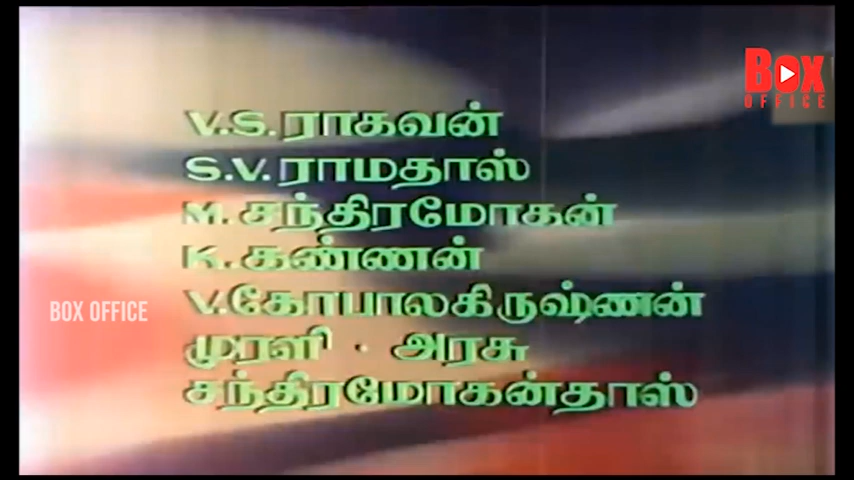 BOX
OFFICE
V.S. ராகவன்
S.V. ராமதாஸ்
M. சந்திரமோகன்
K. கண்ணன்
V. கோபாலகிருஷ்ணன்
முரளி · அரசு
சந்திரமோகன்தாஸ்
BOX OFFICE